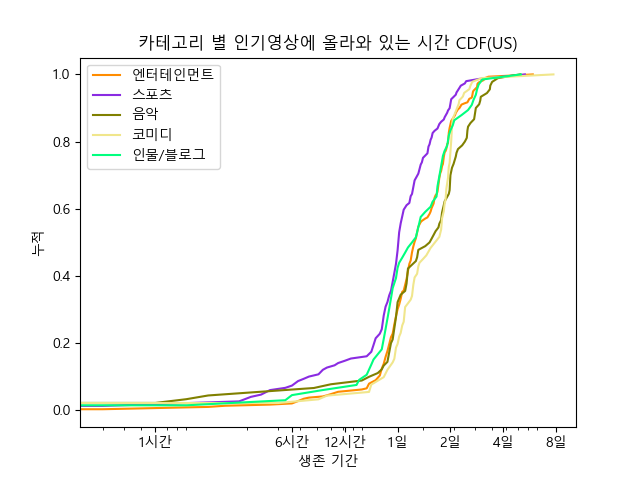 카테고리 별 인기영상에 올라와 있는 시간 CDF(US)
엔터테인먼트
스포츠
음악
코미디
인물/블로그
누적
1.0
0.8
0.6
0.4
0.2
0.0
1시간
6시간
12시간
1일
2일
4일
8일
생존 기간